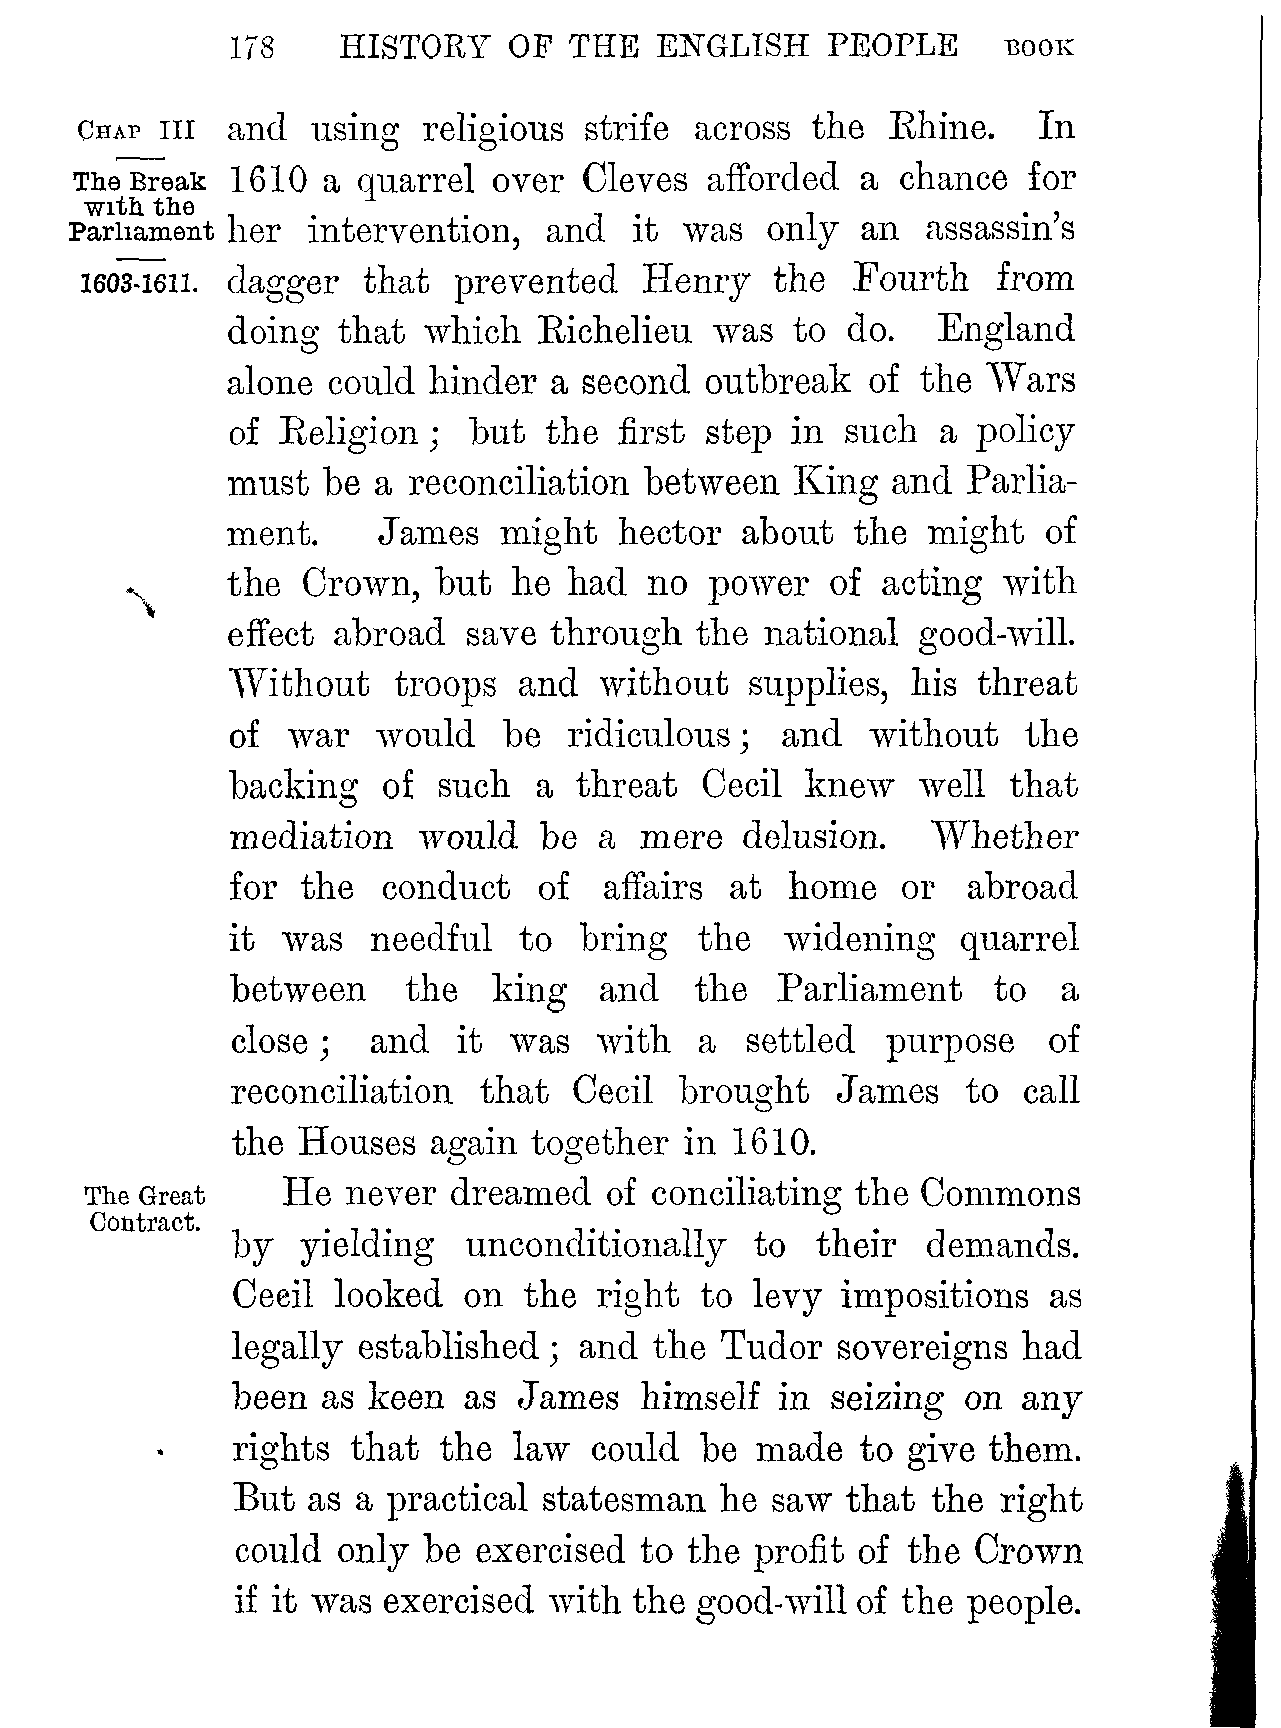 178 HISTORY OF THE ENGLISH PEOPLE BOOK
CHAP III
The Break
with the
Parliament
1603-1611.
and using religious strife across the Rhine. In
1610 a quarrel over Cleves afforded a chance for
her intervention, and it was only an assassin's
dagger that prevented Henry the Fourth from
doing that which Richelieu was to do. England
alone could hinder a second outbreak of the Wars
of Religion; but the first step in such a policy
must be a reconciliation between King and Parlia-
ment. James might hector about the might of
the Crown, but he had no power of acting with
effect abroad save through the national good-will.
Without troops and without supplies, his threat
of war would be ridiculous; and without the
backing of such a threat Cecil knew well that
mediation would be a mere delusion. Whether
for the conduct of affairs at home or abroad
it was needful to bring the widening quarrel
between the king and the Parliament to a
close; and it was with a settled purpose of
reconciliation that Cecil brought James to call
the Houses again together in 1610.
The Great
Contract.
He never dreamed of conciliating the Commons
by yielding unconditionally to their demands.
Cecil looked on the right to levy impositions as
legally established; and the Tudor sovereigns had
been as keen as James himself in seizing on any
rights that the law could be made to give them.
But as a practical statesman he saw that the right
could only be exercised to the profit of the Crown
if it was exercised with the good-will of the people.